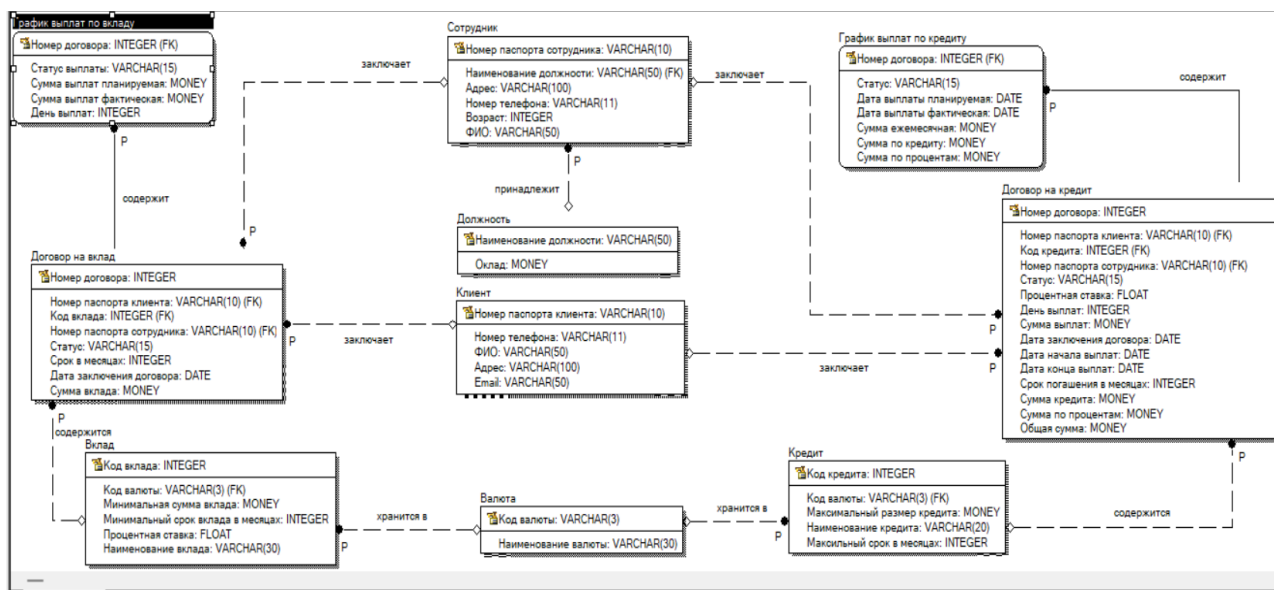 График выплат по вкладу
Номер договора: INTEGER (FK)
Статус выплаты: VARCHAR(15)
Сумма выплат планируемая: MONEY
Сумма выплат фактическая: MONEY
День выплат: INTEGER
P
содержит
заключает
P
Сотрудник
Номер паспорта сотрудника: VARCHAR(10)
Наименование должности: VARCHAR(50) (FK)
Адрес: VARCHAR(100)
Номер телефона: VARCHAR(11)
Возраст: INTEGER
ФИО: VARCHAR(50)
P
принадлежит
заключает
График выплат по кредиту
Номер договора: INTEGER (FK)
Статус: VARCHAR(15)
Дата выплаты планируемая: DATE
Дата выплаты фактическая: DATE
Сумма ежемесячная: MONEY
Сумма по кредиту: MONEY
Сумма по процентам: MONEY
P
содержит
Должность
Наименование должности: VARCHAR(50)
Оклад: MONEY
Договор на кредит
Номер договора: INTEGER
Номер паспорта клиента: VARCHAR(10) (FK)
Код кредита: INTEGER (FK)
Номер паспорта сотрудника: VARCHAR(10) (FK)
Статус: VARCHAR(15)
Процентная ставка: FLOAT
День выплат: INTEGER
Сумма выплат: MONEY
Дата заключения договора: DATE
Дата начала выплат: DATE
Дата конца выплат: DATE
Срок погашения в месяцах: INTEGER
Сумма кредита: MONEY
Сумма по процентам: MONEY
Общая сумма: MONEY
P
P
P
Договор на вклад
Номер договора: INTEGER
Номер паспорта клиента: VARCHAR(10) (FK)
Код вклада: INTEGER (FK)
Номер паспорта сотрудника: VARCHAR(10) (FK)
Статус: VARCHAR(15)
Срок в месяцах: INTEGER
Дата заключения договора: DATE
Сумма вклада: MONEY
P
заключает
Клиент
Номер паспорта клиента: VARCHAR(10)
Номер телефона: VARCHAR(11)
ФИО: VARCHAR(50)
Адрес: VARCHAR(100)
Email: VARCHAR(50)
заключает
P
содержится
Вклад
Код вклада: INTEGER
Код валюты: VARCHAR(3) (FK)
Минимальная сумма вклада: MONEY
Минимальный срок вклада в месяцах: INTEGER
Процентная ставка: FLOAT
Наименование вклада: VARCHAR(30)
P
хранится в
Валюта
Код валюты: VARCHAR(3)
Наименование валюты: VARCHAR(30)
хранится в
P
Кредит
Код кредита: INTEGER
Код валюты: VARCHAR(3) (FK)
Максимальный размер кредита: MONEY
Наименование кредита: VARCHAR(20)
Максильный срок в месяцах: INTEGER
содержится